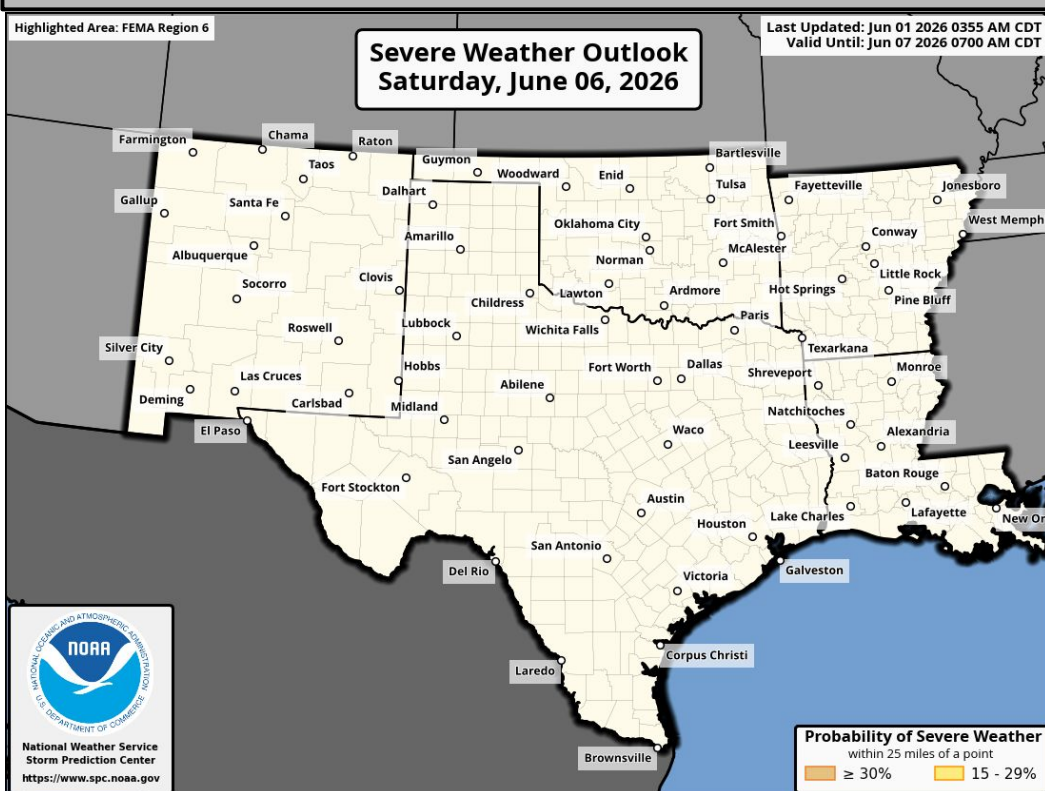 Highlighted Area: FEMA Region 6
Last Updated: Jun 01 2026 0355 AM CDT
Valid Until: Jun 07 2026 0700 AM CDT
Severe Weather Outlook
Saturday, June 06, 2026
Farmington
Chama
Raton
Taos
Guymon
Woodward
Enid
Bartlesville
Tulsa
Fayetteville
Jonesboro
Gallup
Santa Fe
Dalhart
Oklahoma City
Fort Smith
West Memph
Albuquerque
Amarillo
Norman
McAlester
Conway
Socorro
Clovis
Childress
Lawton
Ardmore
Hot Springs
Little Rock
Pine Bluff
Roswell
Lubbock
Wichita Falls
Paris
Texarkana
Silver City
Las Cruces
Hobbs
Abilene
Fort Worth
Dallas
Shreveport
Monroe
Deming
Carlsbad
Midland
Natchitoches
El Paso
Waco
Leesville
Alexandria
San Angelo
Baton Rouge
Fort Stockton
Austin
Houston
Lake Charles
Lafayette
New Or
San Antonio
Del Rio
Victoria
Galveston
Laredo
Corpus Christi
Brownsville
NATIONAL OCEANIC AND ATMOSPHERIC ADMINISTRATION
NOAA
U.S. DEPARTMENT OF COMMERCE
National Weather Service
Storm Prediction Center
https://www.spc.noaa.gov
Probability of Severe Weather
within 25 miles of a point
≥ 30%
15 - 29%